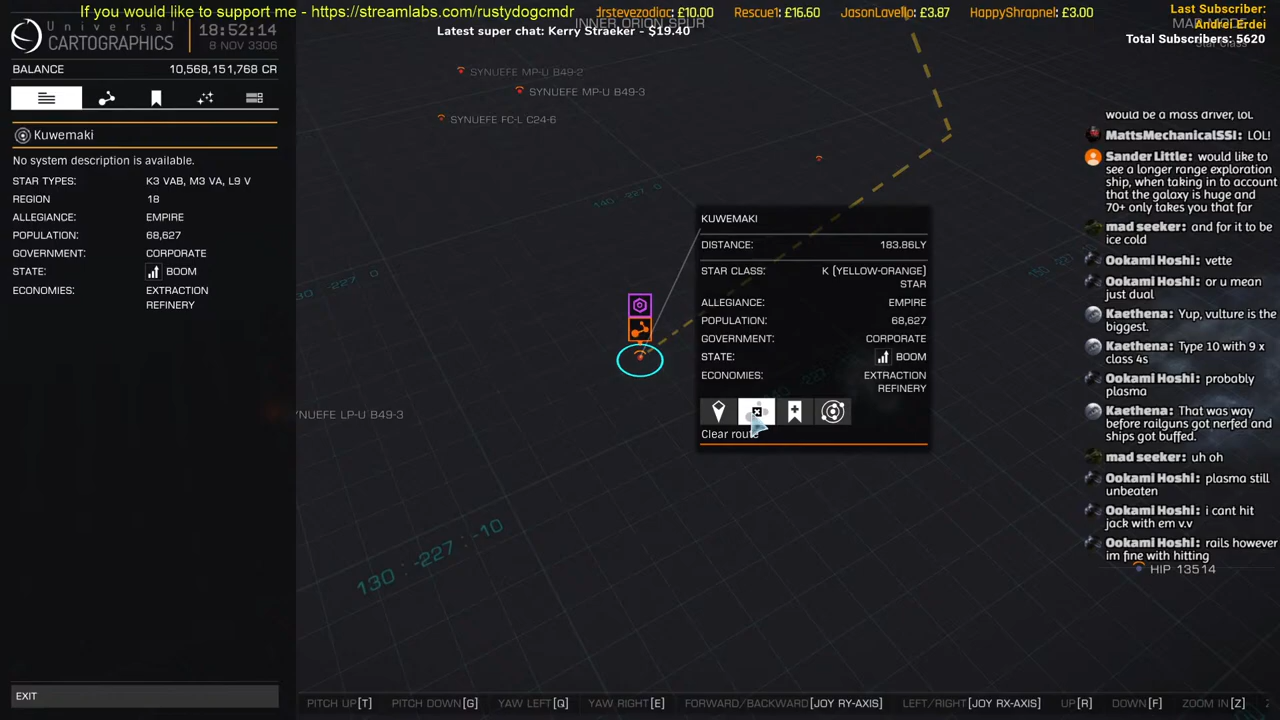 If you would like to support me - https://streamlabs.com/rustydogcmdr
drstevezodiac: £10.00 Rescue1: £16.60 JasonLavello: £3.87 HappyShrapnel: £3.00
Last Subscriber:
Andrei Erdei
Total Subscribers: 5620
Latest super chat: Kerry Straeker - $19.40
INNER ORION SPUR
Universal
CARTOGRAPHICS
18:52:14
8 NOV 3306
BALANCE 10,568,151,768 CR
Kuwemaki
No system description is available.
STAR TYPES: K3 VAB, M3 VA, L9 V
REGION 18
ALLEGIANCE: EMPIRE
POPULATION: 68,627
GOVERNMENT: CORPORATE
STATE: BOOM
ECONOMIES: EXTRACTION
REFINERY
EXIT
SYNUEFE MP-U B49-2
SYNUEFE MP-U B49-3
SYNUEFE FC-L C24-6
YNUEFE LP-U B49-3
130 : -227 : -10
KUWEMAKI
DISTANCE: 183.86LY
STAR CLASS: K (YELLOW-ORANGE)
STAR
ALLEGIANCE: EMPIRE
POPULATION: 68,627
GOVERNMENT: CORPORATE
STATE: BOOM
ECONOMIES: EXTRACTION
REFINERY
Clear route
would be a mass driver, lol.
MattsMechanicalSSI: LOL!
Sander Little: would like to
see a longer range exploration
ship, when taking in to account
that the galaxy is huge and
70+ only takes you that far
mad seeker: and for it to be
ice cold
Ookami Hoshi: vette
Ookami Hoshi: or u mean
just dual
Kaethena: Yup, vulture is the
biggest.
Kaethena: Type 10 with 9 x
class 4s
Ookami Hoshi: probably
plasma
Kaethena: That was way
before railguns got nerfed and
ships got buffed.
mad seeker: uh oh
Ookami Hoshi: plasma still
unbeaten
Ookami Hoshi: i cant hit
jack with em v.v
Ookami Hoshi: rails however
im fine with hitting
HIP 13514
PITCH UP[T] PITCH DOWN[G] YAW LEFT[Q] YAW RIGHT[E] FORWARD/BACKWARD[JOY RY-AXIS] LEFT/RIGHT[JOY RX-AXIS] UP[R] DOWN[F] ZOOM IN[Z]